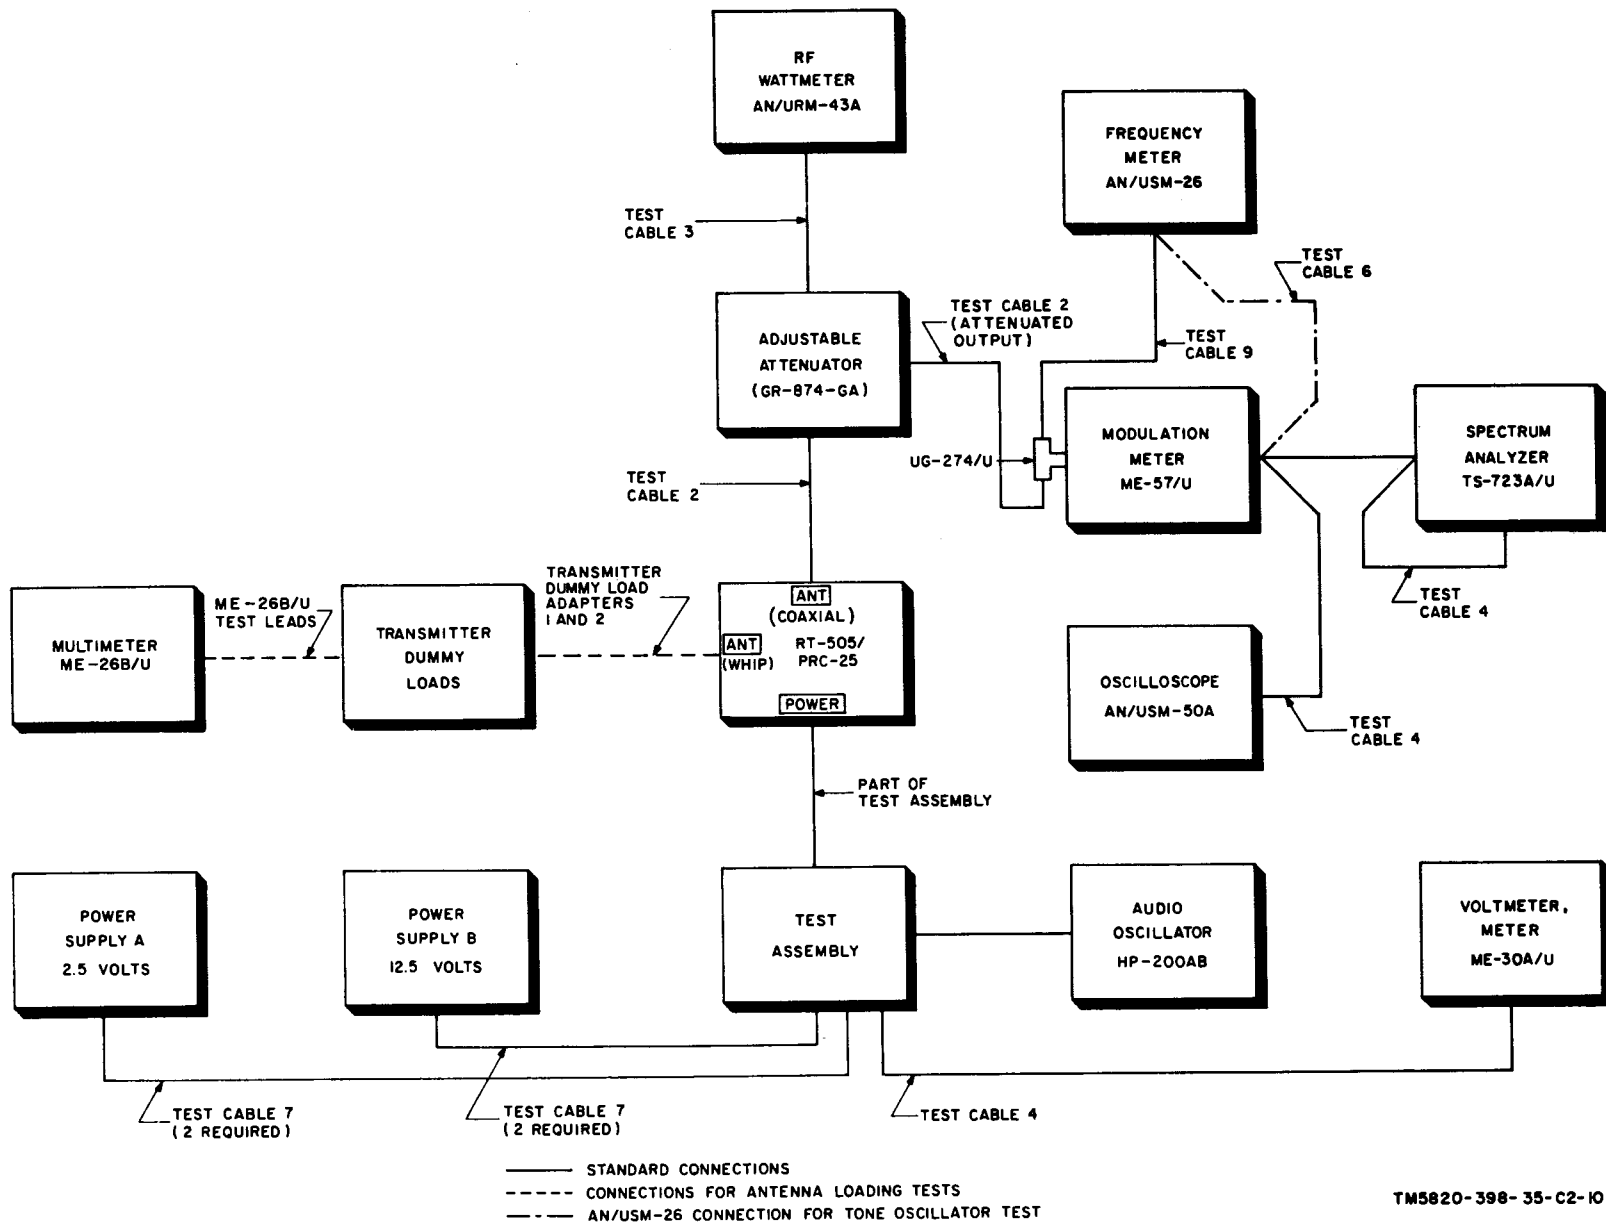 RF
WATTMETER
AN/URM-43A
FREQUENCY
METER
AN/USM-26
TEST
CABLE 3
TEST
CABLE 6
TEST CABLE 2
(ATTENUATED
OUTPUT)
TEST
CABLE 9
ADJUSTABLE
ATTENUATOR
(GR-874-GA)
UG-274/U
MODULATION
METER
ME-57/U
SPECTRUM
ANALYZER
TS-723A/U
TEST
CABLE 2
TEST
CABLE 4
MULTIMETER
ME-26B/U
ME-26B/U
TEST LEADS
TRANSMITTER
DUMMY
LOADS
TRANSMITTER
DUMMY LOAD
ADAPTERS
1 AND 2
ANT
(COAXIAL)
ANT
(WHIP)
RT-505/
PRC-25
POWER
OSCILLOSCOPE
AN/USM-50A
TEST
CABLE 4
PART OF
TEST ASSEMBLY
POWER
SUPPLY A
2.5 VOLTS
POWER
SUPPLY B
12.5 VOLTS
TEST
ASSEMBLY
AUDIO
OSCILLATOR
HP-200AB
VOLTMETER,
METER
ME-30A/U
TEST CABLE 7
(2 REQUIRED)
TEST CABLE 7
(2 REQUIRED)
TEST CABLE 4
STANDARD CONNECTIONS
CONNECTIONS FOR ANTENNA LOADING TESTS
AN/USM-26 CONNECTION FOR TONE OSCILLATOR TEST
TM5820-398-35-C2-10